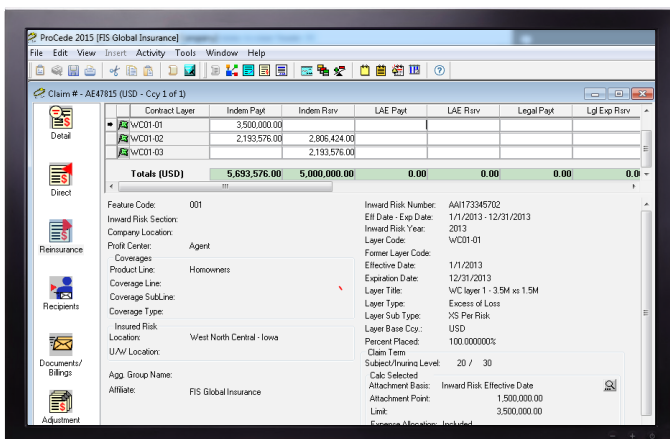 ProCede 2015 [FIS Global Insurance]
File Edit View Insert Activity Tools Window Help
Claim # - AE47815 (USD - Ccy 1 of 1)
Contract Layer Indem Payt Indem Rsrv LAE Payt LAE Rsrv Legal Payt Lgl Exp Rsrv
WC01-01 3,500,000.00
WC01-02 2,193,576.00 2,806,424.00
WC01-03 2,193,576.00
Totals (USD) 5,693,576.00 5,000,000.00 0.00 0.00 0.00 0.0
Detail
Direct
Reinsurance
Recipients
Documents/
Billings
Adjustment
Feature Code: 001
Inward Risk Section:
Company Location:
Profit Center: Agent
Coverages
Product Line: Homowners
Coverage Line:
Coverage SubLine:
Coverage Type:
Insured Risk
Location: West North Central - Iowa
U/W Location:
Agg. Group Name:
Affiliate: FIS Global Insurance
Inward Risk Number: AAI173345702
Eff Date - Exp Date: 1/1/2013 - 12/31/2013
Inward Risk Year: 2013
Layer Code: WC01-01
Former Layer Code:
Effective Date: 1/1/2013
Expiration Date: 12/31/2013
Layer Title: WC layer 1 - 3.5M xs 1.5M
Layer Type: Excess of Loss
Layer Sub Type: XS Per Risk
Layer Base Ccy.: USD
Percent Placed: 100.000000%
Claim Term
Subject/Inuring Level: 20 / 30
Calc Selected
Attachment Basis: Inward Risk Effective Date
Attachment Point: 1,500,000.00
Limit: 3,500,000.00
Expense Allocation: Included